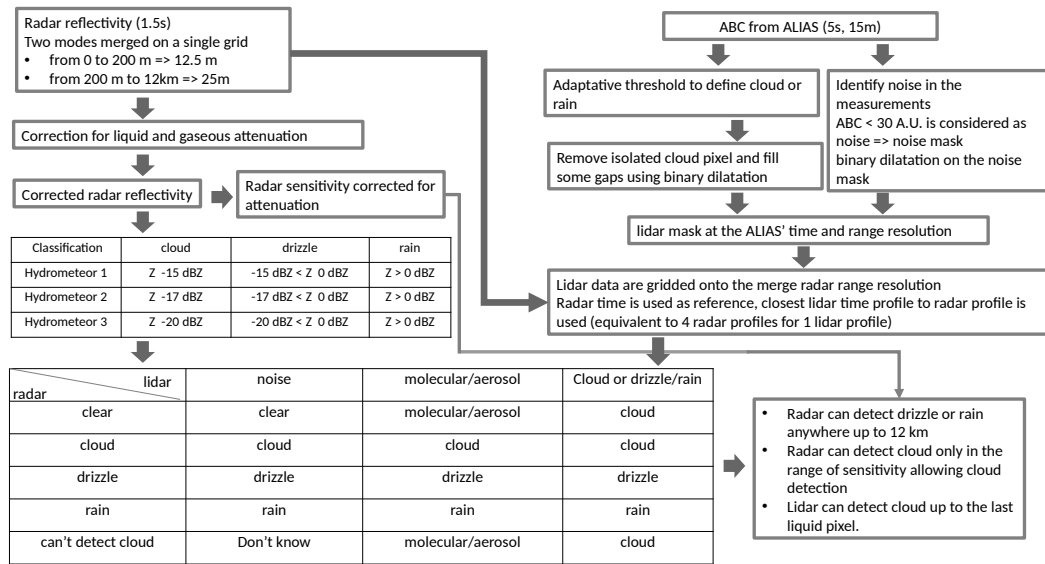 Radar reflectivity (1.5s)
Two modes merged on a single grid
• from 0 to 200 m => 12.5 m
• from 200 m to 12km => 25m
Correction for liquid and gaseous attenuation
Corrected radar reflectivity
Radar sensitivity corrected for
attenuation
Classification cloud drizzle rain
Hydrometeor 1 Z -15 dBZ -15 dBZ < Z 0 dBZ Z > 0 dBZ
Hydrometeor 2 Z -17 dBZ -17 dBZ < Z 0 dBZ Z > 0 dBZ
Hydrometeor 3 Z -20 dBZ -20 dBZ < Z 0 dBZ Z > 0 dBZ
ABC from ALIAS (5s, 15m)
Adaptative threshold to define cloud or
rain
Remove isolated cloud pixel and fill
some gaps using binary dilatation
Identify noise in the
measurements
ABC < 30 A.U. is considered as
noise => noise mask
binary dilatation on the noise
mask
lidar mask at the ALIAS' time and range resolution
Lidar data are gridded onto the merge radar range resolution
Radar time is used as reference, closest lidar time profile to radar profile is
used (equivalent to 4 radar profiles for 1 lidar profile)
lidar noise molecular/aerosol Cloud or drizzle/rain
radar
clear clear molecular/aerosol cloud
cloud cloud cloud cloud
drizzle drizzle drizzle drizzle
rain rain rain rain
can't detect cloud Don't know molecular/aerosol cloud
• Radar can detect drizzle or rain
anywhere up to 12 km
• Radar can detect cloud only in the
range of sensitivity allowing cloud
detection
• Lidar can detect cloud up to the last
liquid pixel.